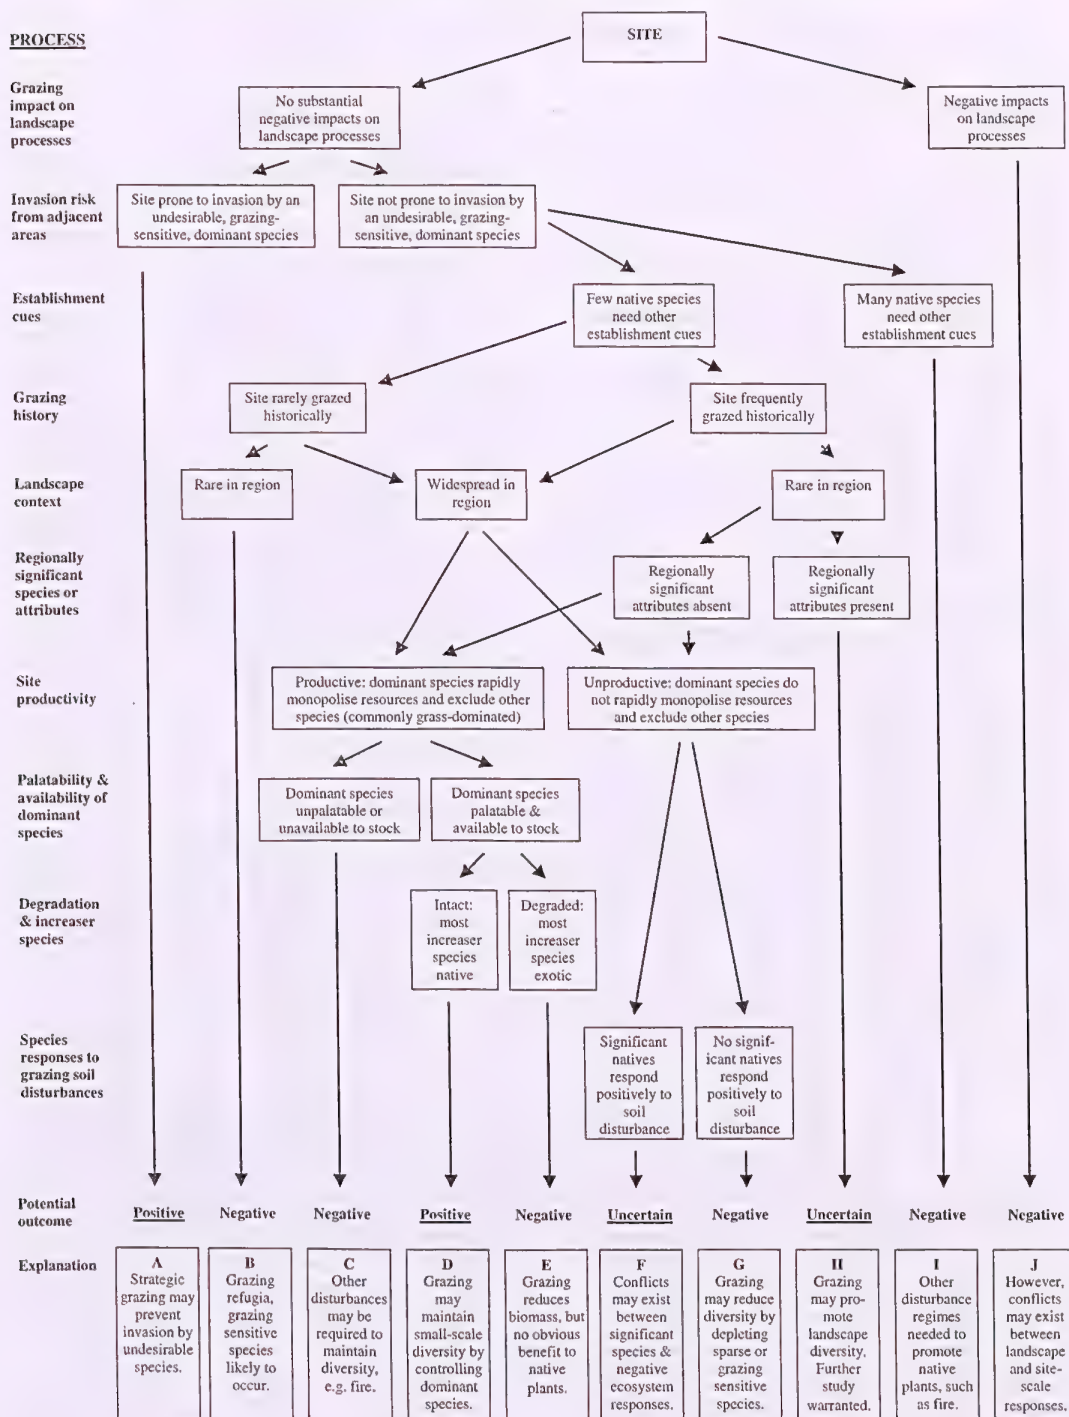 PROCESS
SITE
Grazing
impact on
landscape
processes
No substantial
negative impacts on
landscape processes
Negative impacts
on landscape
processes
Invasion risk
from adjacent
areas
Site prone to invasion by an
undesirable, grazing-
sensitive, dominant species
Site not prone to invasion by
an undesirable, grazing-
sensitive, dominant species
Establishment
cues
Few native species
need other
establishment cues
Many native species
need other
establishment cues
Grazing
history
Site rarely grazed
historically
Site frequently
grazed historically
Landscape
context
Rare in region
Widespread in
region
Rare in region
Regionally
significant
species or
attributes
Regionally
significant
attributes absent
Regionally
significant
attributes present
Site
productivity
Productive: dominant species rapidly
monopolise resources and exclude other
species (commonly grass-dominated)
Unproductive: dominant species do
not rapidly monopolise resources
and exclude other species
Palatability &
availability of
dominant
species
Dominant species
unpalatable or
unavailable to stock
Dominant species
palatable &
available to stock
Degradation
& increaser
species
Intact:
most
increaser
species
native
Degraded:
most
increaser
species
exotic
Species
responses to
grazing soil
disturbances
Significant
natives
respond
positively to
soil
disturbance
No signif-
icant natives
respond
positively to
soil
disturbance
Potential
outcome
Positive
Negative
Negative
Positive
Negative
Uncertain
Negative
Uncertain
Negative
Negative
Explanation
A
Strategic
grazing may
prevent
invasion by
undesirable
species.
B
Grazing
refugia,
grazing
sensitive
species
likely to
occur.
C
Other
disturbances
may be
required to
maintain
diversity,
e.g. fire.
D
Grazing
may
maintain
small-scale
diversity by
controlling
dominant
species.
E
Grazing
reduces
biomass, but
no obvious
benefit to
native
plants.
F
Conflicts
may exist
between
significant
species &
negative
ecosystem
responses.
G
Grazing
may reduce
diversity by
depleting
sparse or
grazing
sensitive
species.
H
Grazing
may pro-
mote
landscape
diversity.
Further
study
warranted.
I
Other
disturbance
regimes
needed to
promote
native
plants, such
as fire.
J
However,
conflicts
may exist
between
landscape
and site-
scale
responses.